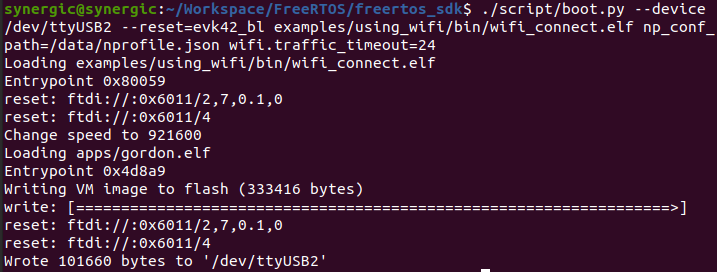 synergic@synergic:~/Workspace/FreeRTOS/freertos_sdk$ ./script/boot.py --device
/dev/ttyUSB2 --reset=evk42_bl examples/using_wifi/bin/wifi_connect.elf np_conf_
path=/data/nprofile.json wifi.traffic_timeout=24
Loading examples/using_wifi/bin/wifi_connect.elf
Entrypoint 0x80059
reset: ftdi://:0x6011/2,7,0.1,0
reset: ftdi://:0x6011/4
Change speed to 921600
Loading apps/gordon.elf
Entrypoint 0x4d8a9
Writing VM image to flash (333416 bytes)
write: [==================================================================>]
reset: ftdi://:0x6011/2,7,0.1,0
reset: ftdi://:0x6011/4
Wrote 101660 bytes to '/dev/ttyUSB2'